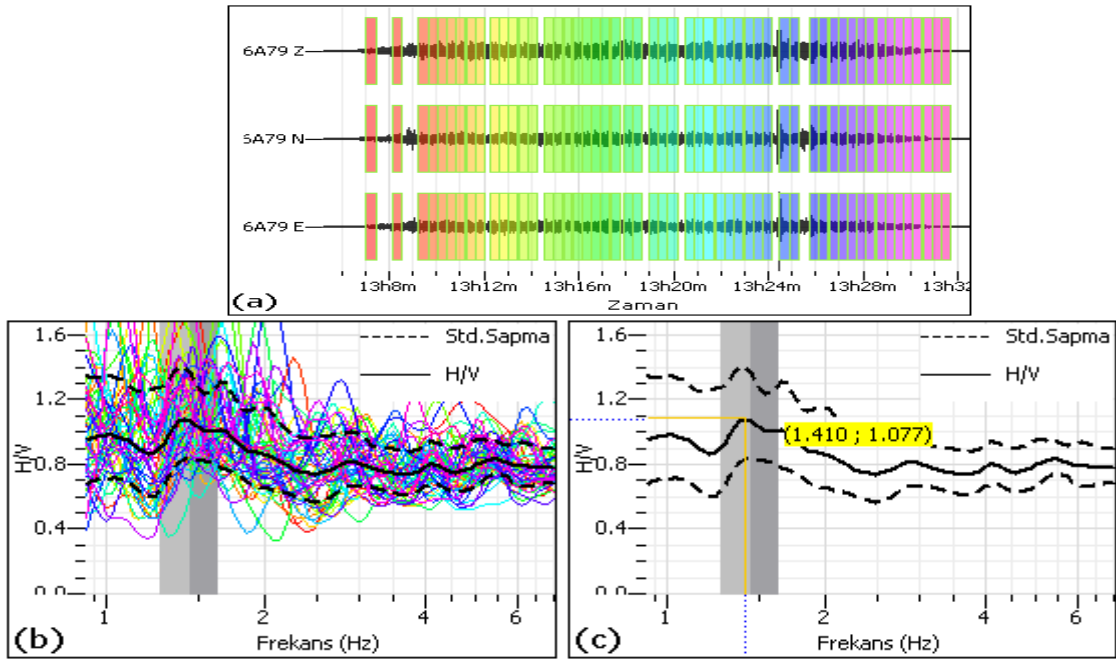 6A79 Z
6A79 N
6A79 E
13h8m 13h12m 13h16m 13h20m 13h24m 13h28m 13h32
Zaman
(a)
1.6
1.2
0.8
0.4
0.0
H/V
Std.Sapma
H/V
1 2 4 6
Frekans (Hz)
(b)
1.6
1.2
0.8
0.4
0.0
H/V
Std.Sapma
H/V
(1.410 ; 1.077)
1 2 4 6
Frekans (Hz)
(c)